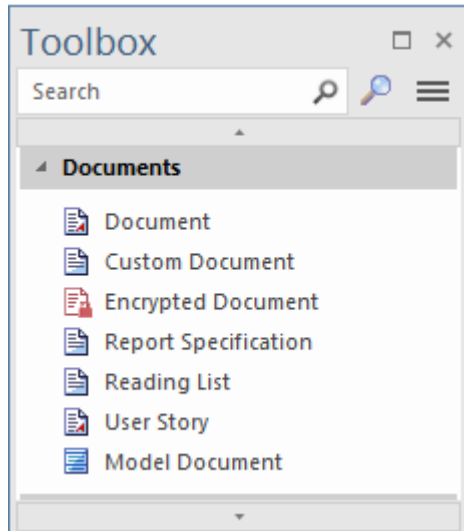 Toolbox
Search
Documents
Document
Custom Document
Encrypted Document
Report Specification
Reading List
User Story
Model Document